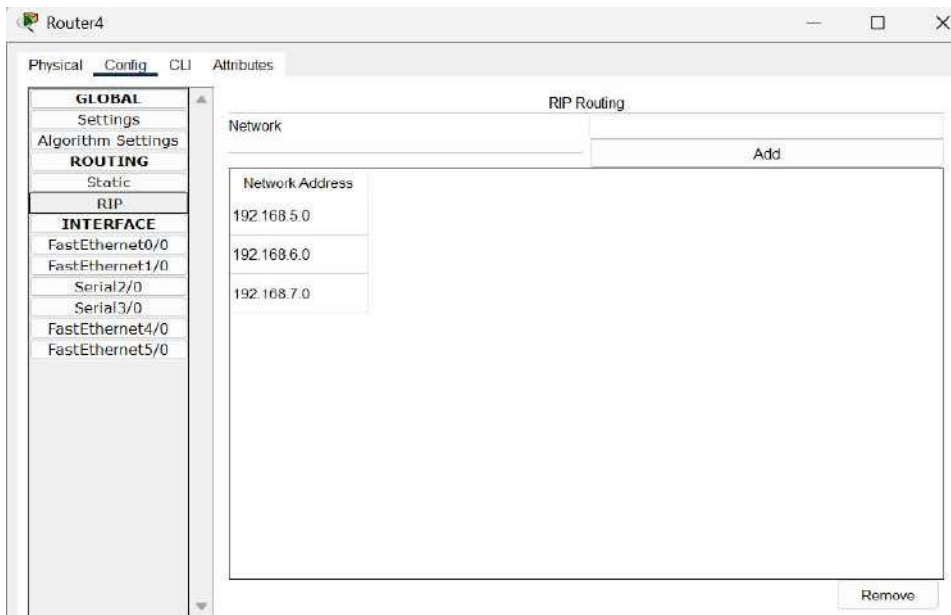 Router4
Physical Config CLI Attributes
GLOBAL
Settings
Algorithm Settings
ROUTING
Static
RIP
INTERFACE
FastEthernet0/0
FastEthernet1/0
Serial2/0
Serial3/0
FastEthernet4/0
FastEthernet5/0
RIP Routing
Network
Add
Network Address
192.168.5.0
192.168.6.0
192.168.7.0
Remove